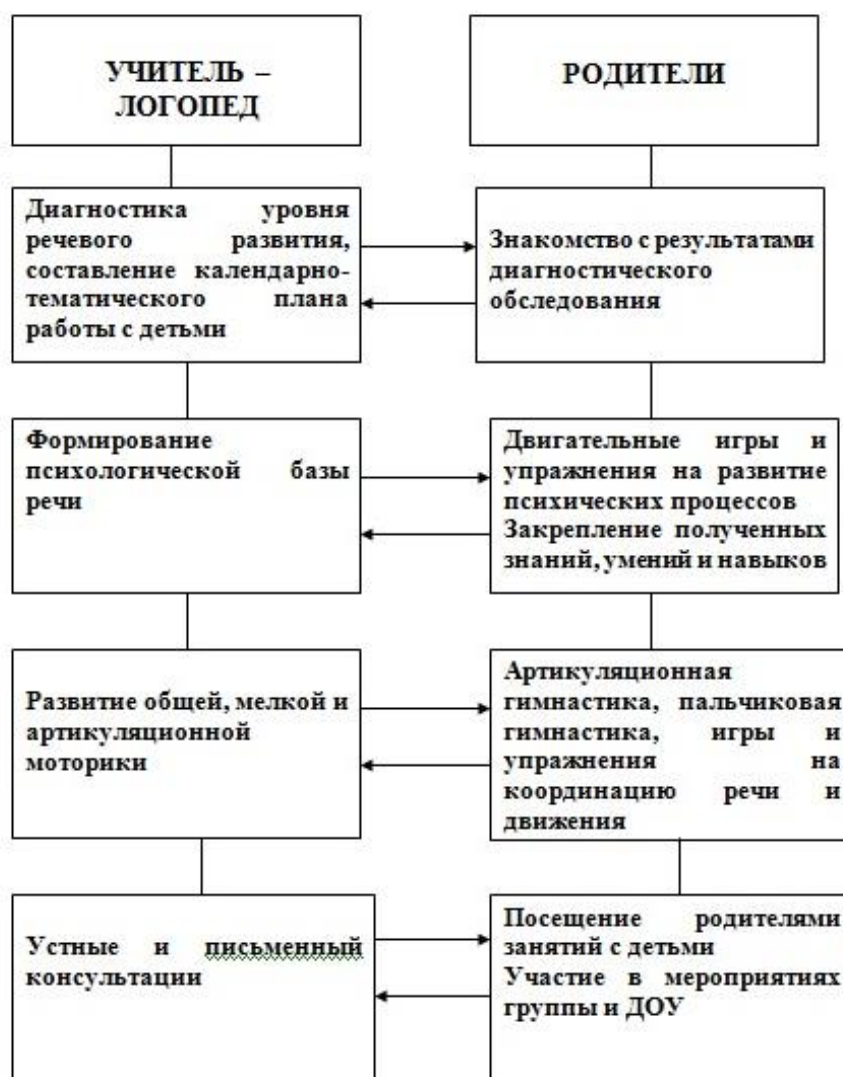 УЧИТЕЛЬ –
ЛОГОПЕД
РОДИТЕЛИ
Диагностика уровня
речевого развития,
составление календарно-
тематического плана
работы с детьми
Знакомство с результатами
диагностического
обследования
Формирование
психологической базы
речи
Двигательные игры и
упражнения на развитие
психических процессов
Закрепление полученных
знаний, умений и навыков
Развитие общей, мелкой и
артикуляционной
моторики
Артикуляционная
гимнастика, пальчиковая
гимнастика, игры и
упражнения на
координацию речи и
движения
Устные и письменный
консультации
Посещение родителями
занятий с детьми
Участие в мероприятиях
группы и ДОУ